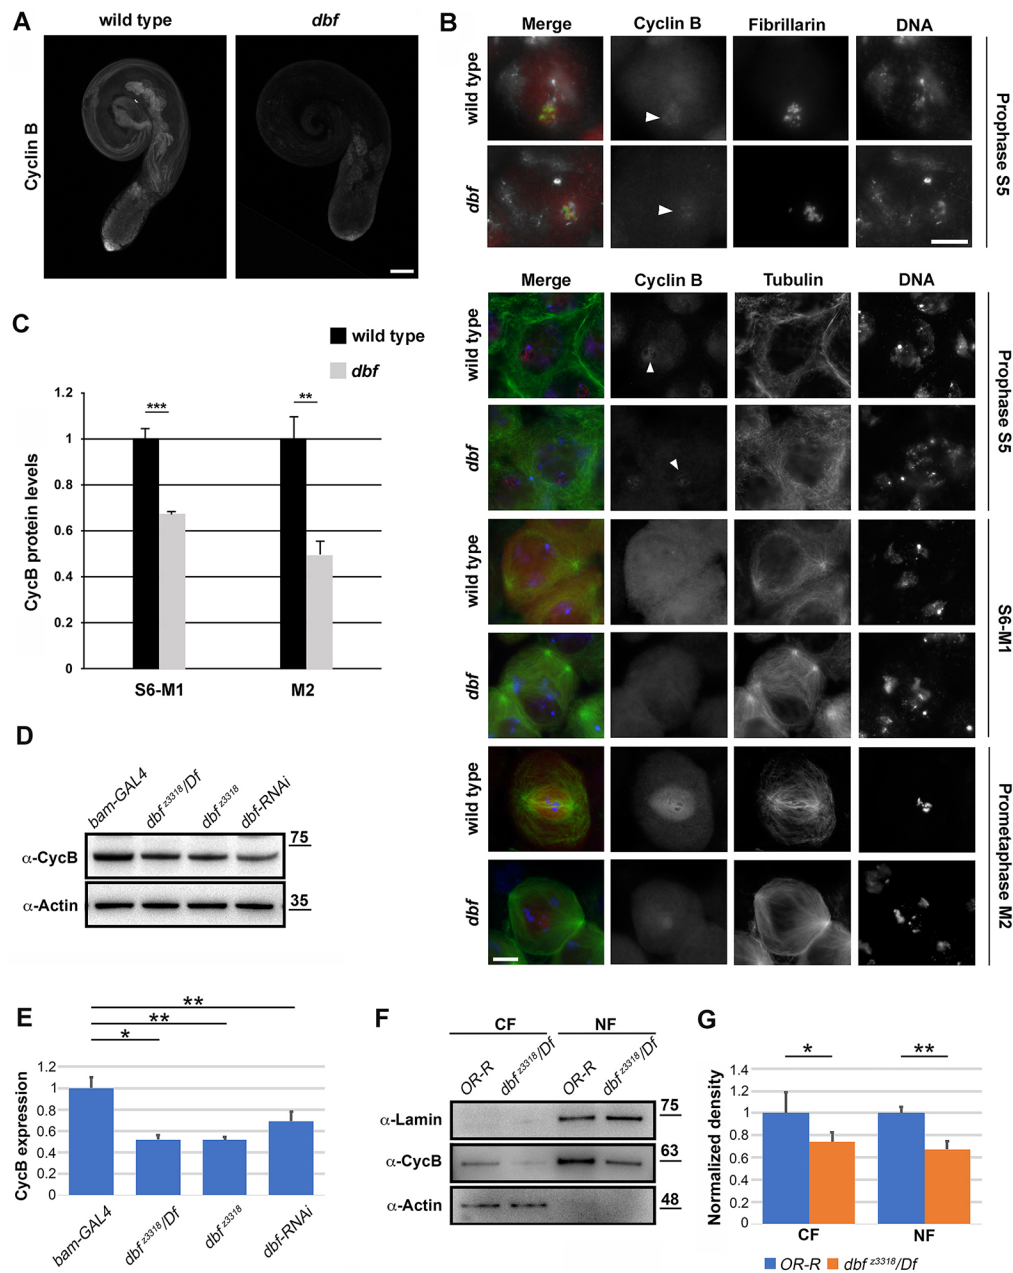 A
wild type
dbf
Cyclin B
B
Merge
Cyclin B
Fibrillarin
DNA
wild type
dbf
Prophase S5
Merge
Cyclin B
Tubulin
DNA
wild type
dbf
Prophase S5
wild type
dbf
S6-M1
wild type
dbf
Prometaphase M2
C
wild type
dbf
CycB protein levels
1.2
1
0.8
0.6
0.4
0.2
0
***
**
S6-M1
M2
D
bam-GAL4
dbf z3318/Df
dbf z3318
dbf-RNAi
α-CycB
α-Actin
75
35
E
**
**
*
CycB expression
1.2
1
0.8
0.6
0.4
0.2
0
bam-GAL4
dbf z3318/Df
dbf z3318
dbf-RNAi
F
CF
NF
OR-R
dbf z3318/Df
OR-R
dbf z3318/Df
α-Lamin
α-CycB
α-Actin
75
63
48
G
*
**
Normalized density
1.4
1.2
1
0.8
0.6
0.4
0.2
0
CF
NF
OR-R
dbf z3318/Df